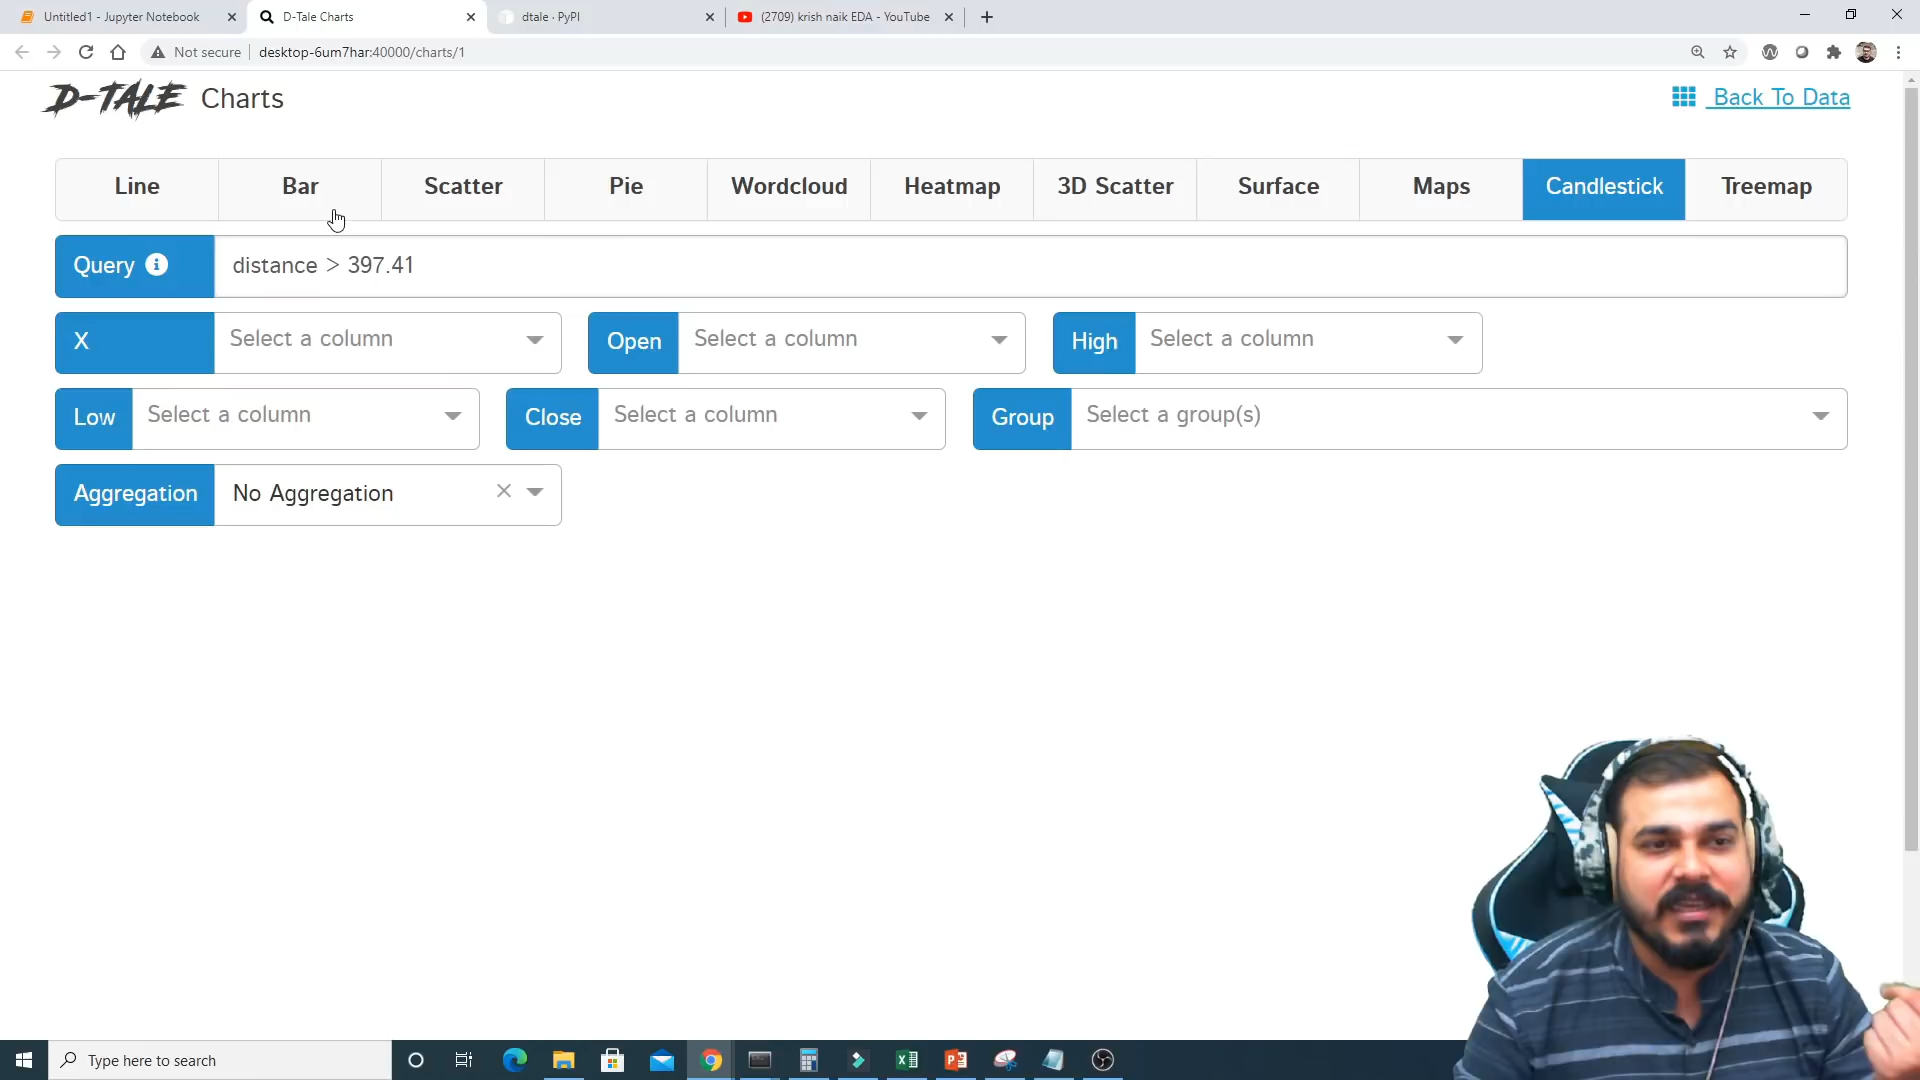 Untitled1 - Jupyter Notebook
D-Tale Charts
dtale · PyPI
(2709) krish naik EDA - YouTube
Not secure
desktop-6um7har:40000/charts/1
D-TALE Charts
Back To Data
Line
Bar
Scatter
Pie
Wordcloud
Heatmap
3D Scatter
Surface
Maps
Candlestick
Treemap
Query
distance > 397.41
X
Select a column
Open
Select a column
High
Select a column
Low
Select a column
Close
Select a column
Group
Select a group(s)
Aggregation
No Aggregation
Type here to search